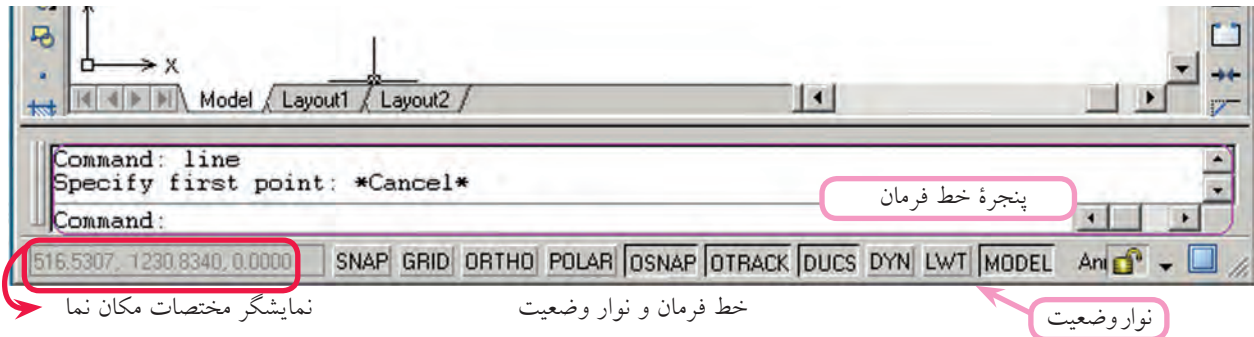 X
Model Layout1 Layout2
Command: line
Specify first point: *Cancel*
پنجرهٔ خط فرمان
Command:
516.5307, 1230.8340, 0.0000 SNAP GRID ORTHO POLAR OSNAP OTRACK DUCS DYN LWT MODEL An
نمایشگر مختصات مکان نما
خط فرمان و نوار وضعیت
نوار وضعیت